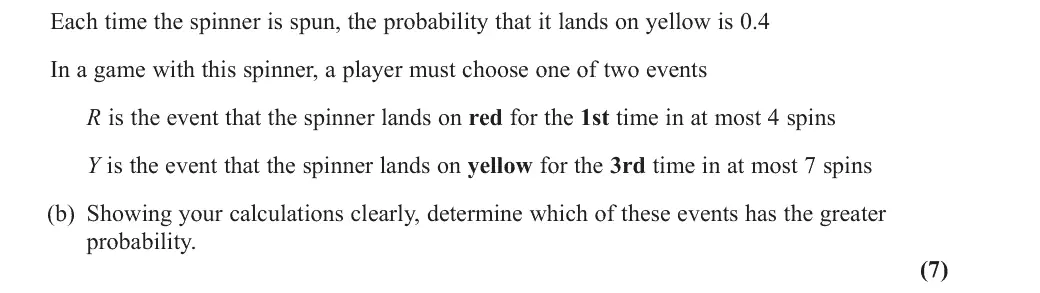 Each time the spinner is spun, the probability that it lands on yellow is 0.4
In a game with this spinner, a player must choose one of two events
R is the event that the spinner lands on red for the 1st time in at most 4 spins
Y is the event that the spinner lands on yellow for the 3rd time in at most 7 spins
(b) Showing your calculations clearly, determine which of these events has the greater
probability.
(7)